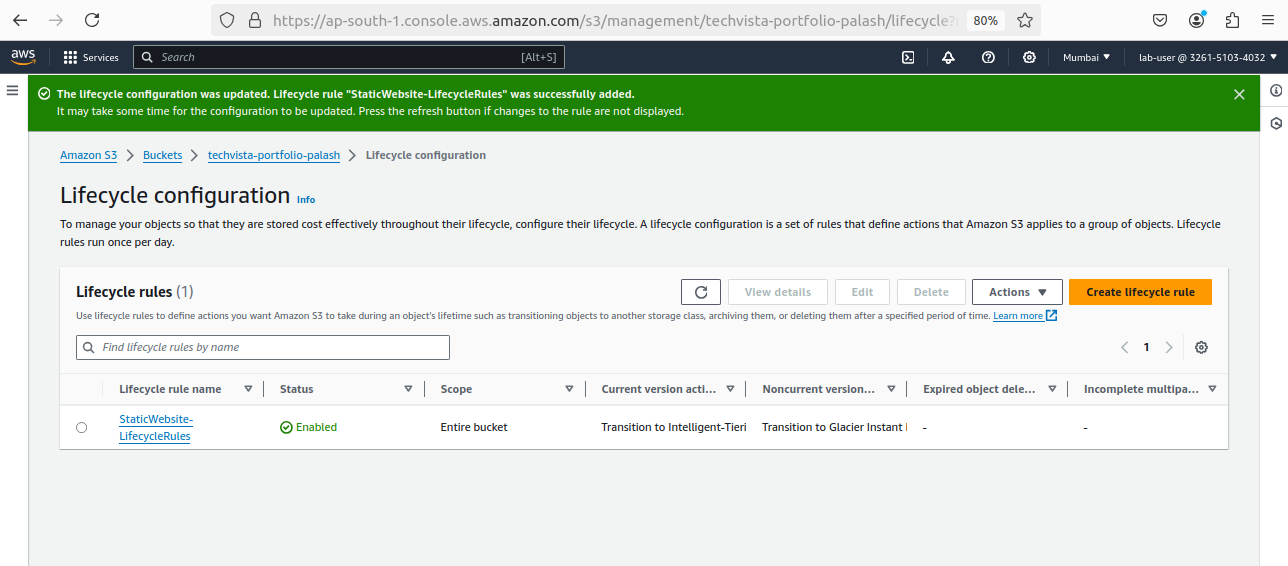 https://ap-south-1.console.aws.amazon.com/s3/management/techvista-portfolio-palash/lifecycle?
80%
aws
Services
Search
[Alt+S]
Mumbai ▼
lab-user @ 3261-5103-4032 ▼
The lifecycle configuration was updated. Lifecycle rule "StaticWebsite-LifecycleRules" was successfully added.
It may take some time for the configuration to be updated. Press the refresh button if changes to the rule are not displayed.
Amazon S3 > Buckets > techvista-portfolio-palash > Lifecycle configuration
Lifecycle configuration Info
To manage your objects so that they are stored cost effectively throughout their lifecycle, configure their lifecycle. A lifecycle configuration is a set of rules that define actions that Amazon S3 applies to a group of objects. Lifecycle
rules run once per day.
Lifecycle rules (1)
View details
Edit
Delete
Actions ▼
Create lifecycle rule
Use lifecycle rules to define actions you want Amazon S3 to take during an object's lifetime such as transitioning objects to another storage class, archiving them, or deleting them after a specified period of time. Learn more
Find lifecycle rules by name
1
Lifecycle rule name
Status
Scope
Current version acti...
Noncurrent version...
Expired object dele...
Incomplete multipa...
StaticWebsite-
LifecycleRules
Enabled
Entire bucket
Transition to Intelligent-Tieri
Transition to Glacier Instant
-
-